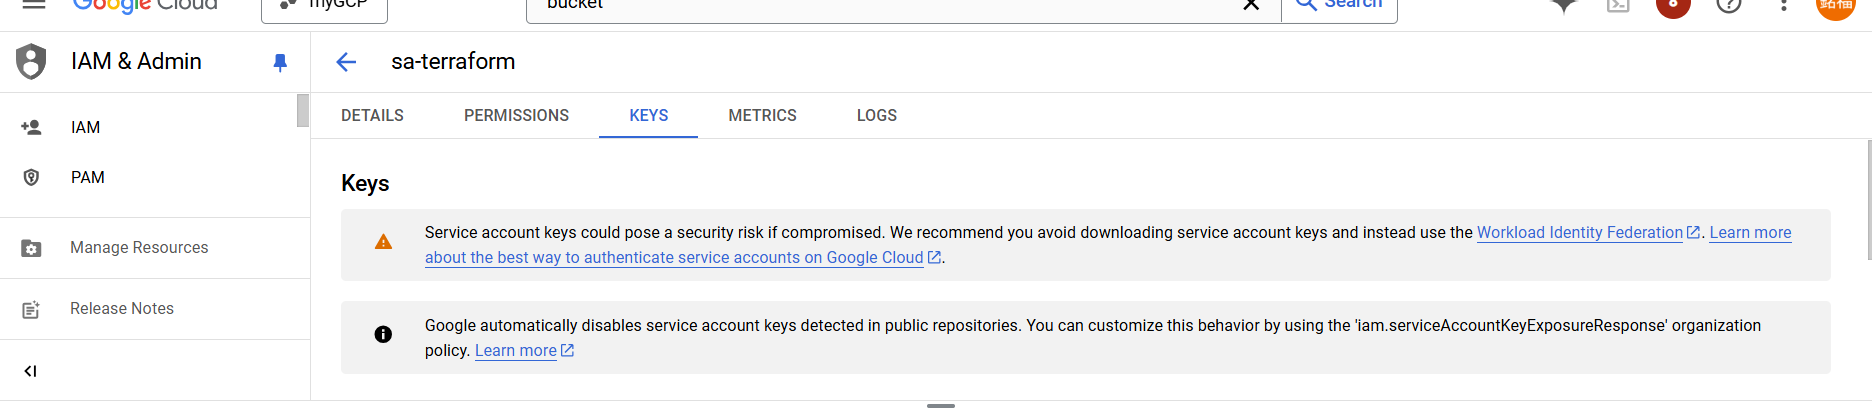 Google Cloud
myGCP
bucket
Search
8
銘福
IAM & Admin
sa-terraform
IAM
PAM
Manage Resources
Release Notes
DETAILS PERMISSIONS KEYS METRICS LOGS
Keys
Service account keys could pose a security risk if compromised. We recommend you avoid downloading service account keys and instead use the Workload Identity Federation. Learn more
about the best way to authenticate service accounts on Google Cloud.
Google automatically disables service account keys detected in public repositories. You can customize this behavior by using the 'iam.serviceAccountKeyExposureResponse' organization
policy. Learn more